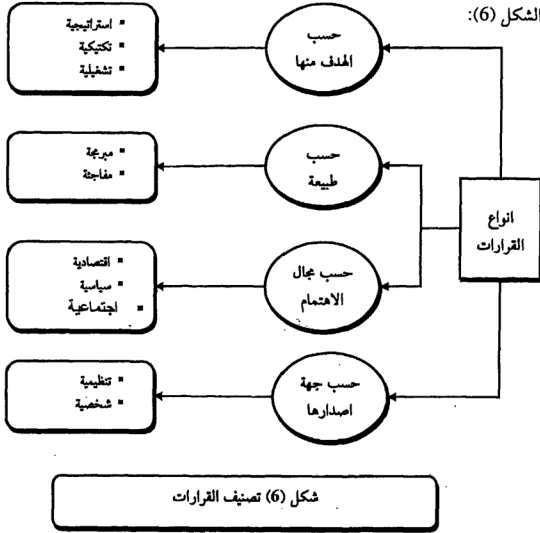 الشكل (6):
انواع
القرارات
حسب
الهدف منها
▪ استراتيجية
▪ تكتيكية
▪ تشغيلية
حسب
طبيعة
▪ مبرمجة
▪ مفاجئة
حسب مجال
الاهتمام
▪ اقتصادية
▪ سياسية
▪ اجتماعية
حسب جهة
اصدارها
▪ تنظيمية
▪ شخصية
شكل (6) تصنيف القرارات